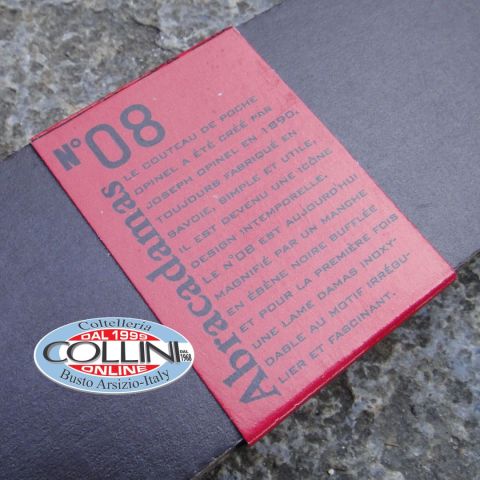 N°08
Abracadamas
LE COUTEAU DE POCHE
OPINEL A ÉTÉ CRÉÉ PAR
JOSEPH OPINEL EN 1890.
TOUJOURS FABRIQUÉ EN
SAVOIE, SIMPLE ET UTILE,
IL EST DEVENU UNE ICÔNE
DESIGN INTEMPORELLE.
LE N°08 EST AUJOURD'HUI
MAGNIFIÉ PAR UN MANCHE
EN ÉBÈNE NOIRE BUFFLÉE
ET POUR LA PREMIÈRE FOIS
UNE LAME DAMAS INOXY-
DABLE AU MOTIF IRRÉGU-
LIER ET FASCINANT.
Coltelleria
DAL 1999
COLLINI
DAL 1968
ONLINE
Busto Arsizio-Italy